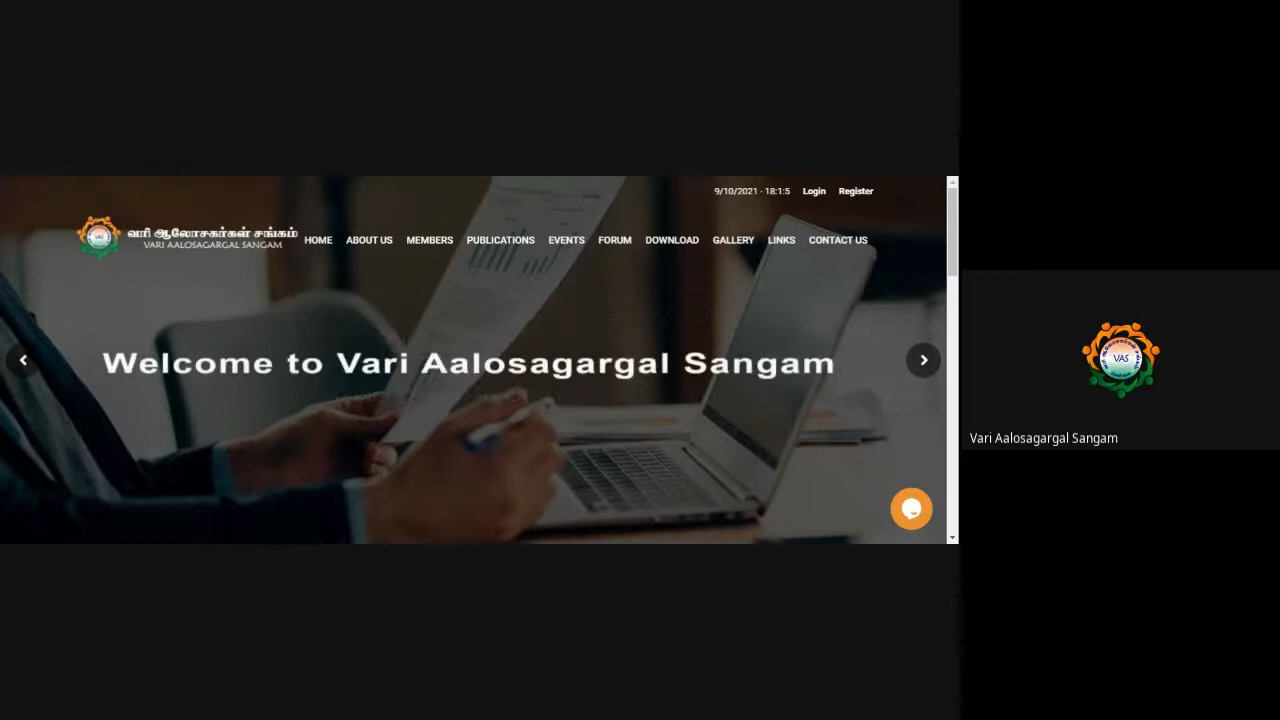 9/10/2021 - 18:1:5 Login Register
வரி ஆலோசகர்கள் சங்கம்
VARI AALOSAGARGAL SANGAM
HOME ABOUT US MEMBERS PUBLICATIONS EVENTS FORUM DOWNLOAD GALLERY LINKS CONTACT US
Welcome to Vari Aalosagargal Sangam
VAS
Vari Aalosagargal Sangam